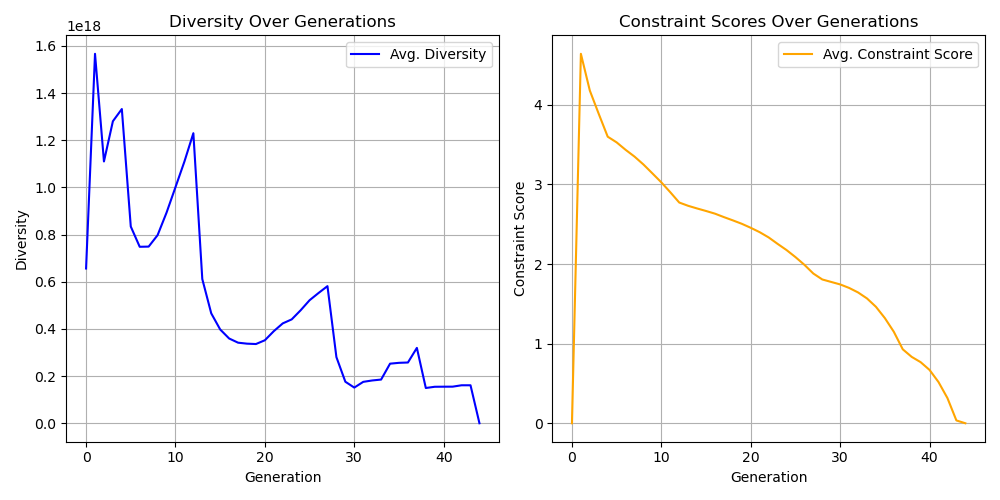 Diversity Over Generations
1e18
1.6
1.4
1.2
1.0
0.8
0.6
0.4
0.2
0.0
Diversity
Avg. Diversity
0 10 20 30 40
Generation
Constraint Scores Over Generations
4
3
2
1
0
Constraint Score
Avg. Constraint Score
0 10 20 30 40
Generation